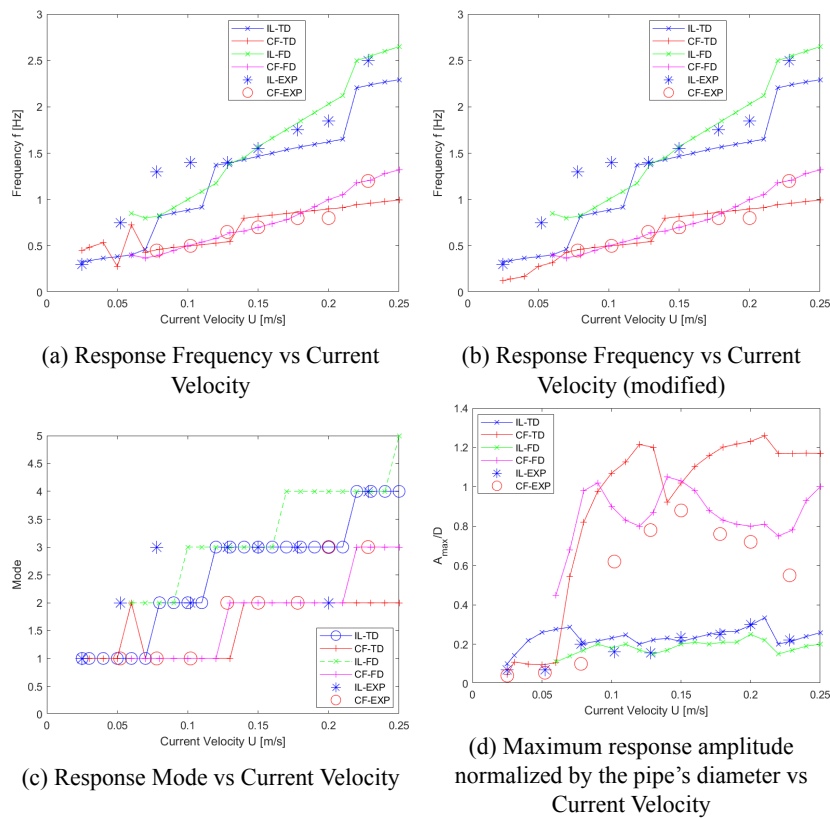 3
2.5
2
1.5
1
0.5
0
Frequency f [Hz]
IL-TD
CF-TD
IL-FD
CF-FD
IL-EXP
CF-EXP
0 0.05 0.1 0.15 0.2 0.25
Current Velocity U [m/s]
(a) Response Frequency vs Current
Velocity
3
2.5
2
1.5
1
0.5
0
Frequency f [Hz]
IL-TD
CF-TD
IL-FD
CF-FD
IL-EXP
CF-EXP
0 0.05 0.1 0.15 0.2 0.25
Current Velocity U [m/s]
(b) Response Frequency vs Current
Velocity (modified)
5
4.5
4
3.5
3
2.5
2
1.5
1
0.5
0
Mode
IL-TD
CF-TD
IL-FD
CF-FD
IL-EXP
CF-EXP
0 0.05 0.1 0.15 0.2 0.25
Current Velocity U [m/s]
(c) Response Mode vs Current Velocity
1.4
1.2
1
0.8
0.6
0.4
0.2
0
A_max/D
IL-TD
CF-TD
IL-FD
CF-FD
IL-EXP
CF-EXP
0 0.05 0.1 0.15 0.2 0.25
Current Velocity U [m/s]
(d) Maximum response amplitude
normalized by the pipe's diameter vs
Current Velocity